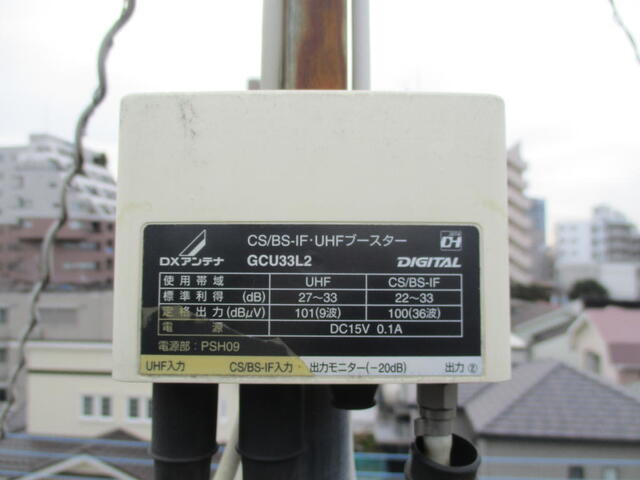 CS/BS-IF・UHFブースター
DXアンテナ GCU33L2 DIGITAL
使用帯域 UHF CS/BS-IF
標準利得 (dB) 27～33 22～33
定格出力 (dBμV) 101(9波) 100(36波)
電源 DC15V 0.1A
電源部：PSH09
UHF入力 CS/BS-IF入力 出力モニター(−20dB) 出力 ②